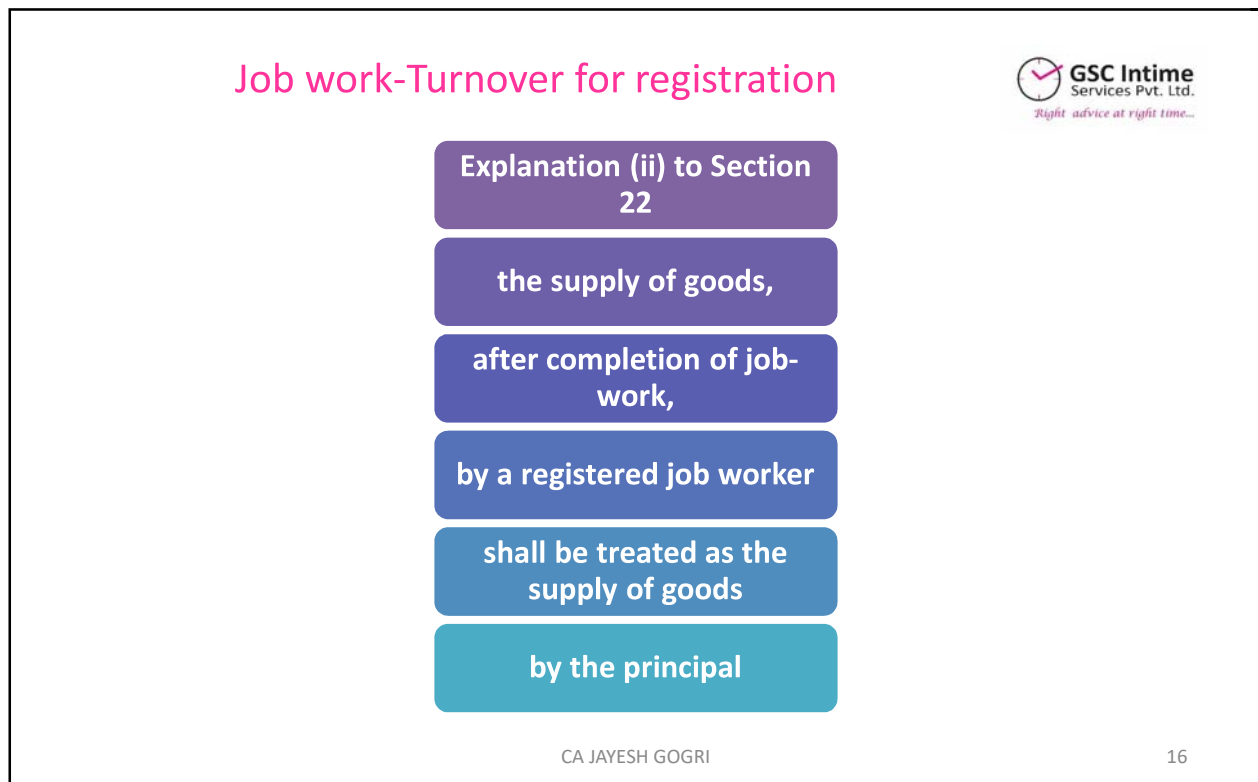 Job work-Turnover for registration
GSC Intime
Services Pvt. Ltd.
Right advice at right time...
Explanation (ii) to Section
22
the supply of goods,
after completion of job-
work,
by a registered job worker
shall be treated as the
supply of goods
by the principal
CA JAYESH GOGRI
16